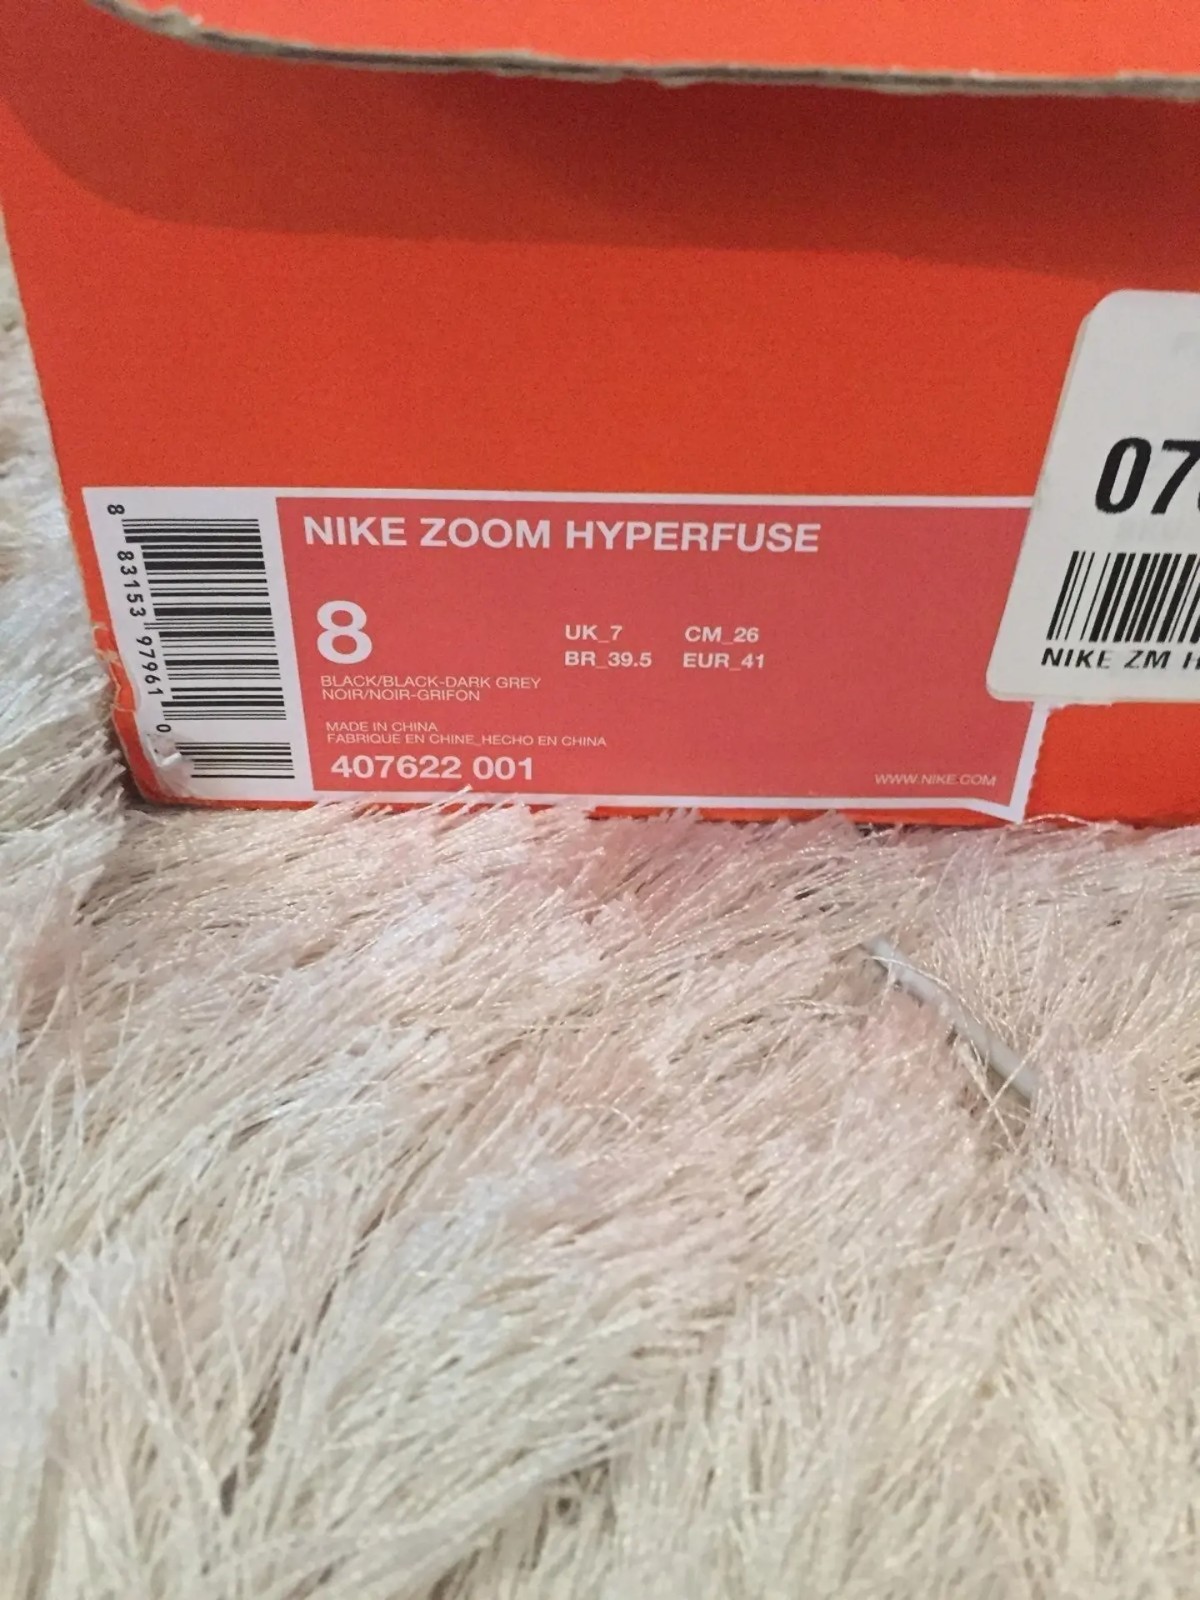 NIKE ZOOM HYPERFUSE
8
UK_7 CM_26
BR_39.5 EUR_41
BLACK/BLACK-DARK GREY
NOIR/NOIR-GRIFON
MADE IN CHINA
FABRIQUE EN CHINE_HECHO EN CHINA
407622 001
WWW.NIKE.COM
8 83153 97961 0
07
NIKE ZM